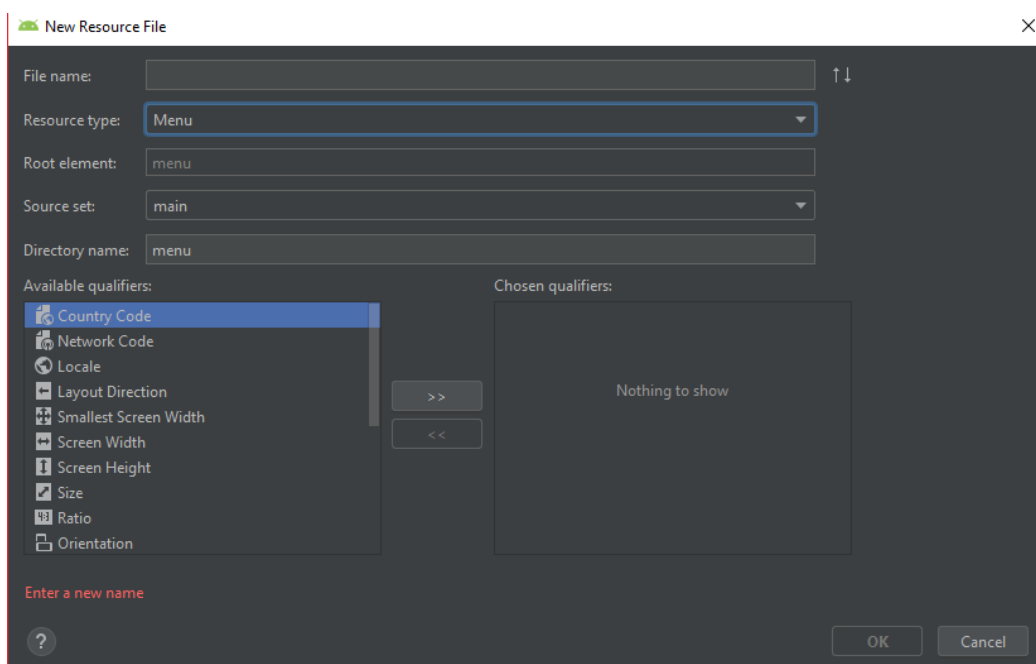 New Resource File
File name:
Resource type: Menu
Root element: menu
Source set: main
Directory name: menu
Available qualifiers:
Chosen qualifiers:
Country Code
Network Code
Locale
Layout Direction
Smallest Screen Width
Screen Width
Screen Height
Size
4:3 Ratio
Orientation
>>
<<
Nothing to show
Enter a new name
?
OK
Cancel